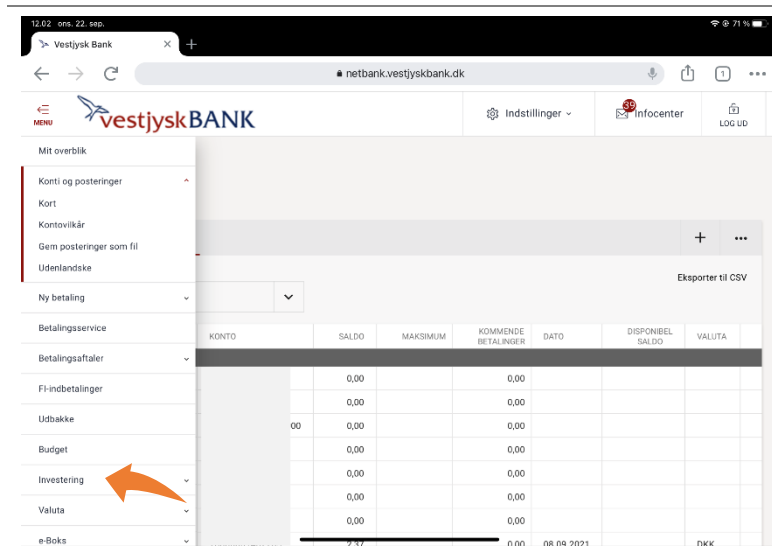 12.02 ons. 22. sep.
71 %
Vestjysk Bank
netbank.vestjyskbank.dk
1
MENU
vestjyskBANK
Indstillinger
39
Infocenter
LOG UD
Mit overblik
Konti og posteringer
Kort
Kontovilkår
Gem posteringer som fil
Udenlandske
Ny betaling
Betalingsservice
Betalingsaftaler
FI-indbetalinger
Udbakke
Budget
Investering
Valuta
e-Boks
Eksporter til CSV
KONTO SALDO MAKSIMUM KOMMENDE BETALINGER DATO DISPONIBEL SALDO VALUTA
0,00 0,00
0,00 0,00
00 0,00 0,00
0,00 0,00
0,00 0,00
0,00 0,00
0,00 0,00
2,37 0,00 08.09.2021 DKK